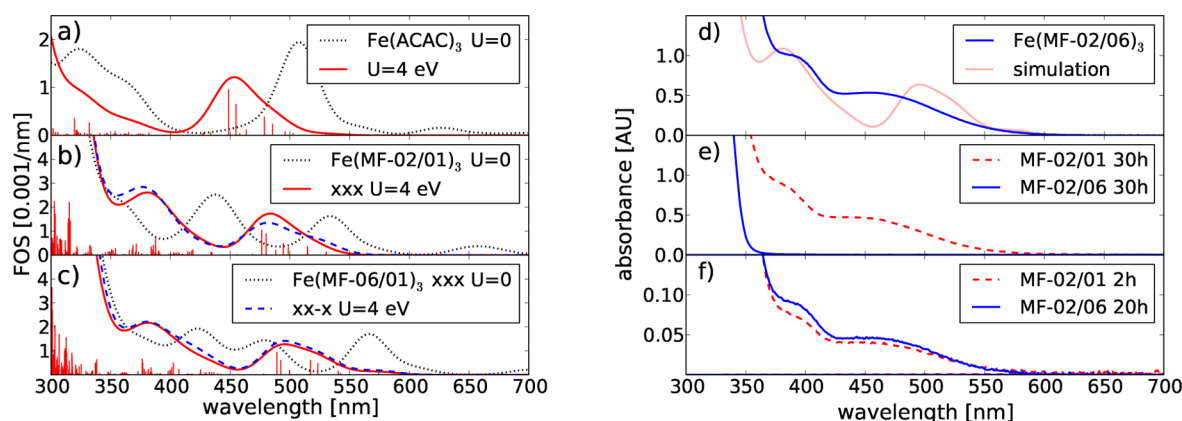 a)
Fe(ACAC)₃ U=0
U=4 eV
2
1
0
b)
Fe(MF-02/01)₃ U=0
xxx U=4 eV
4
3
2
1
0
c)
Fe(MF-06/01)₃ xxx U=0
xx-x U=4 eV
4
3
2
1
FOS [0.001/nm]
300 350 400 450 500 550 600 650 700
wavelength [nm]
d)
Fe(MF-02/06)₃
simulation
1.0
0.5
0.0
e)
MF-02/01 30h
MF-02/06 30h
1.0
0.5
0.0
f)
MF-02/01 2h
MF-02/06 20h
0.10
0.05
absorbance [AU]
300 350 400 450 500 550 600 650 700
wavelength [nm]